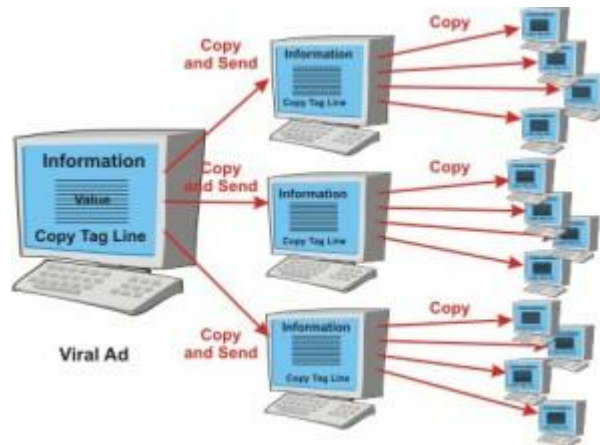 Information
Value
Copy Tag Line
Viral Ad
Copy
and Send
Information
Copy Tag Line
Copy
Copy
and Send
Information
Copy Tag Line
Copy
Copy
and Send
Information
Copy Tag Line
Copy